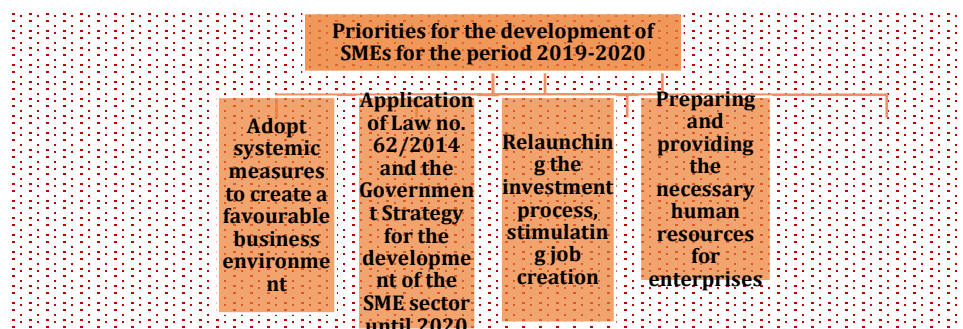 Priorities for the development of
SMEs for the period 2019-2020
Adopt
systemic
measures
to create a
favourable
business
environme
nt
Application
of Law no.
62/2014
and the
Governmen
t Strategy
for the
developme
nt of the
SME sector
until 2020
Relaunchin
g the
investment
process,
stimulatin
g job
creation
Preparing
and
providing
the
necessary
human
resources
for
enterprises